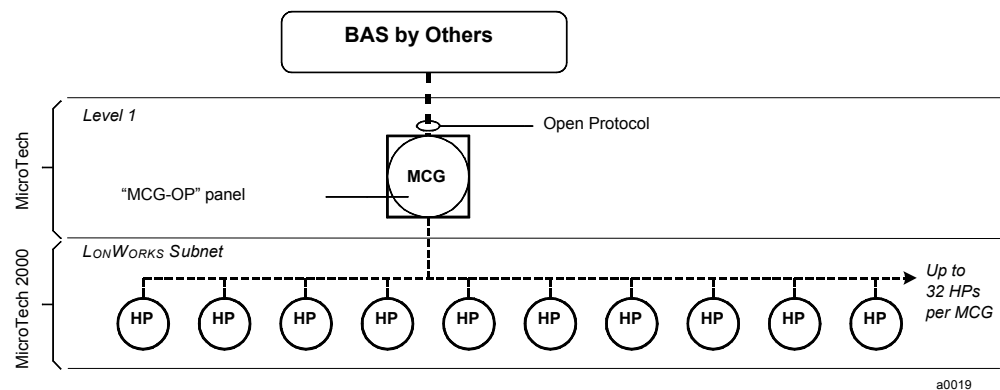 BAS by Others
Level 1
Open Protocol
MCG
“MCG-OP” panel
MicroTech
LONWORKS Subnet
MicroTech 2000
Up to
32 HPs
per MCG
HP HP HP HP HP HP HP HP HP HP
a0019